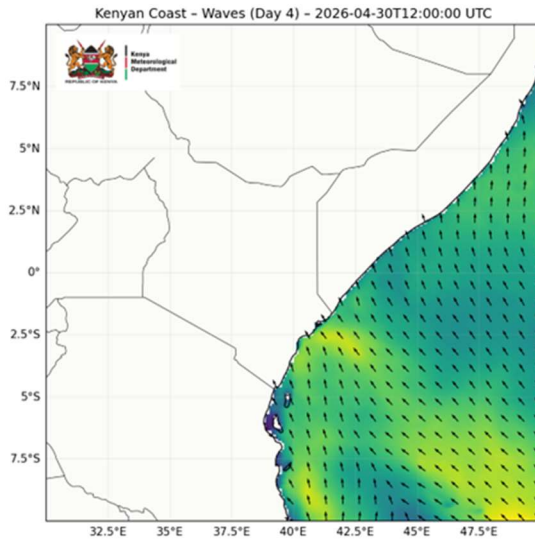 Kenyan Coast – Waves (Day 4) – 2026-04-30T12:00:00 UTC
Kenya
Meteorological
Department
REPUBLIC OF KENYA
7.5°N
5°N
2.5°N
0°
2.5°S
5°S
7.5°S
32.5°E 35°E 37.5°E 40°E 42.5°E 45°E 47.5°E